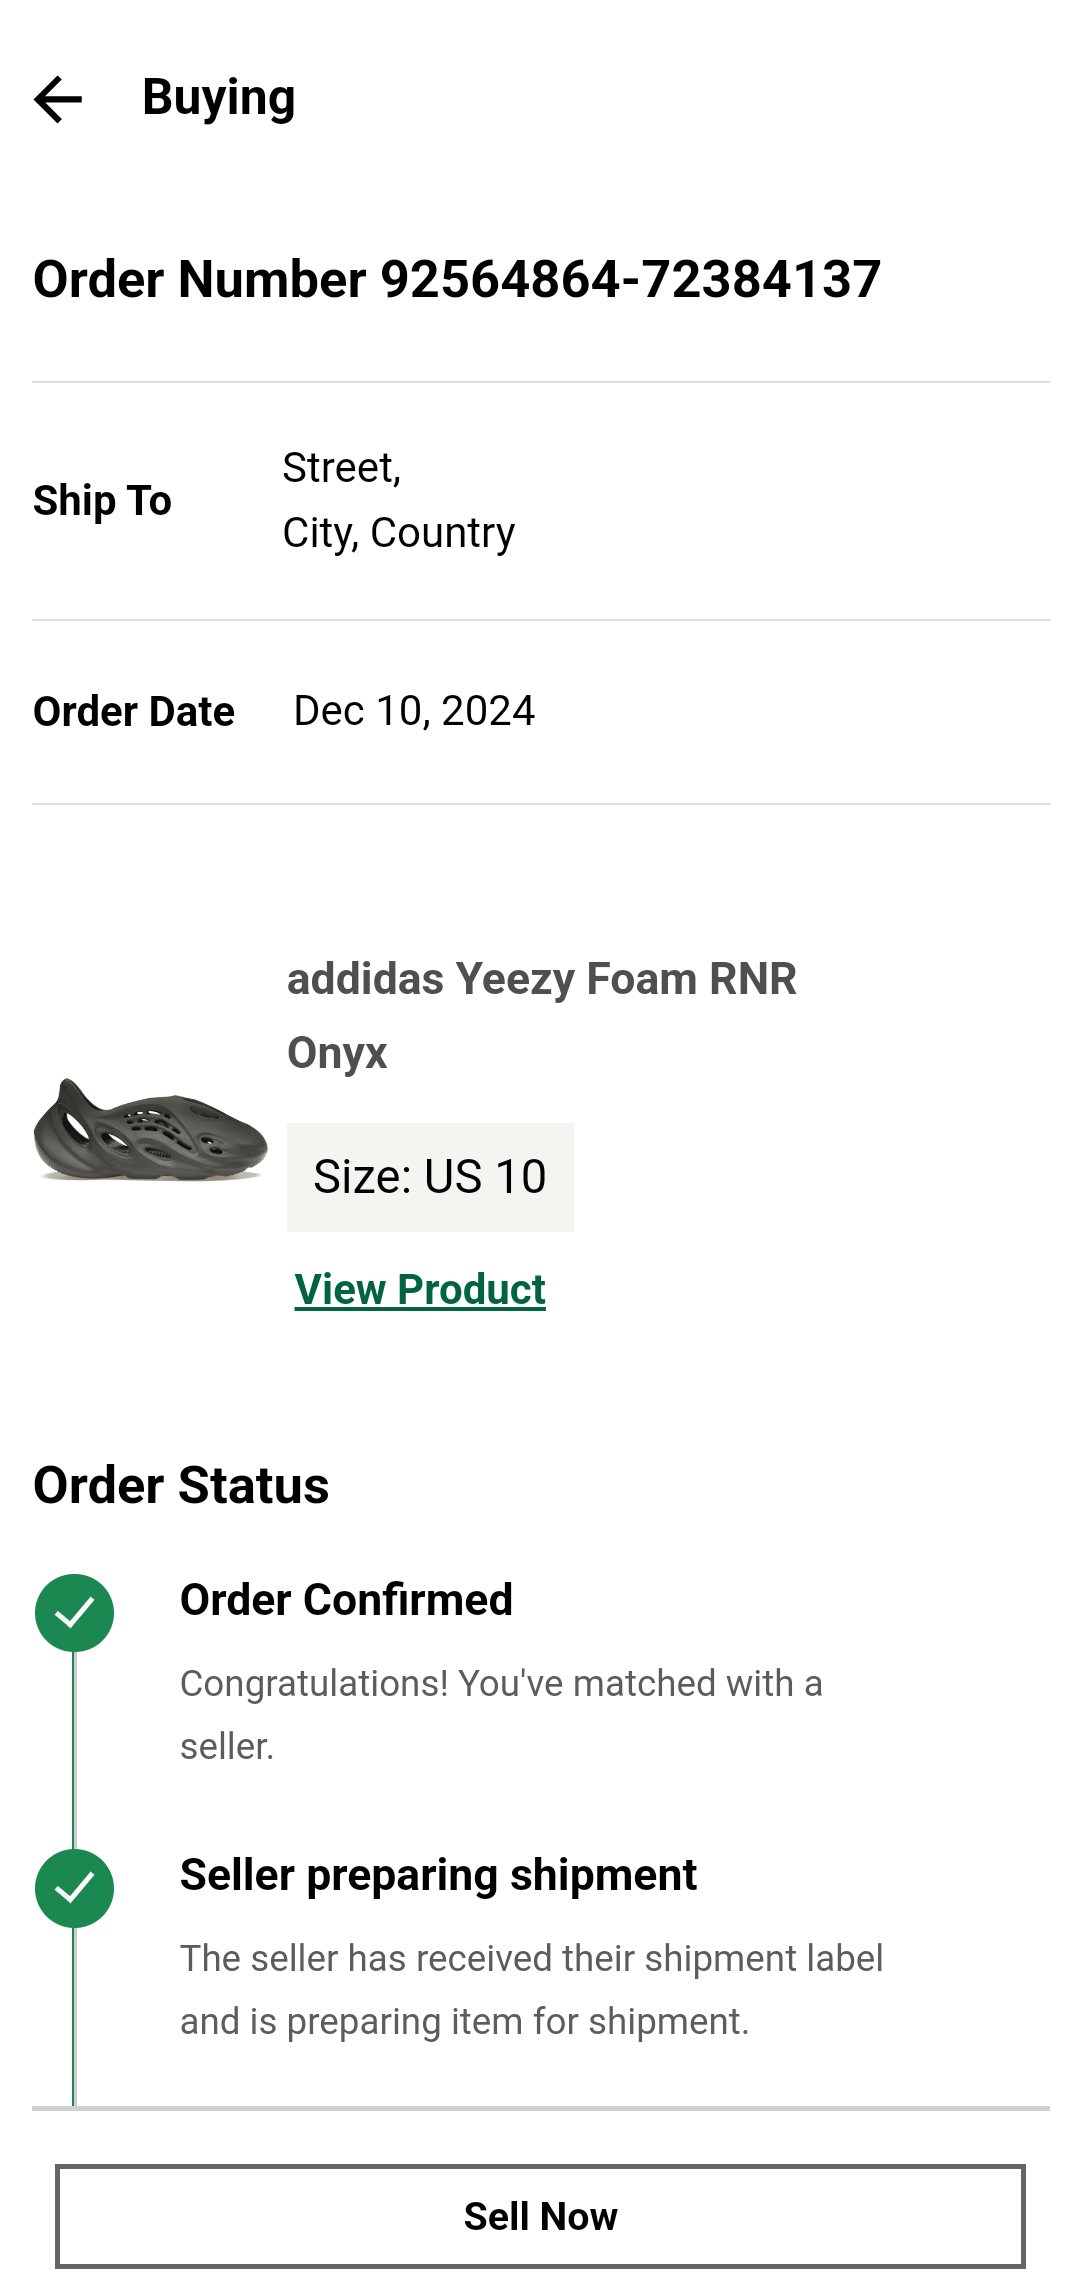 Buying
Order Number 92564864-72384137
Ship To
Street,
City, Country
Order Date
Dec 10, 2024
addidas Yeezy Foam RNR
Onyx
Size: US 10
View Product
Order Status
Order Confirmed
Congratulations! You've matched with a
seller.
Seller preparing shipment
The seller has received their shipment label
and is preparing item for shipment.
Sell Now